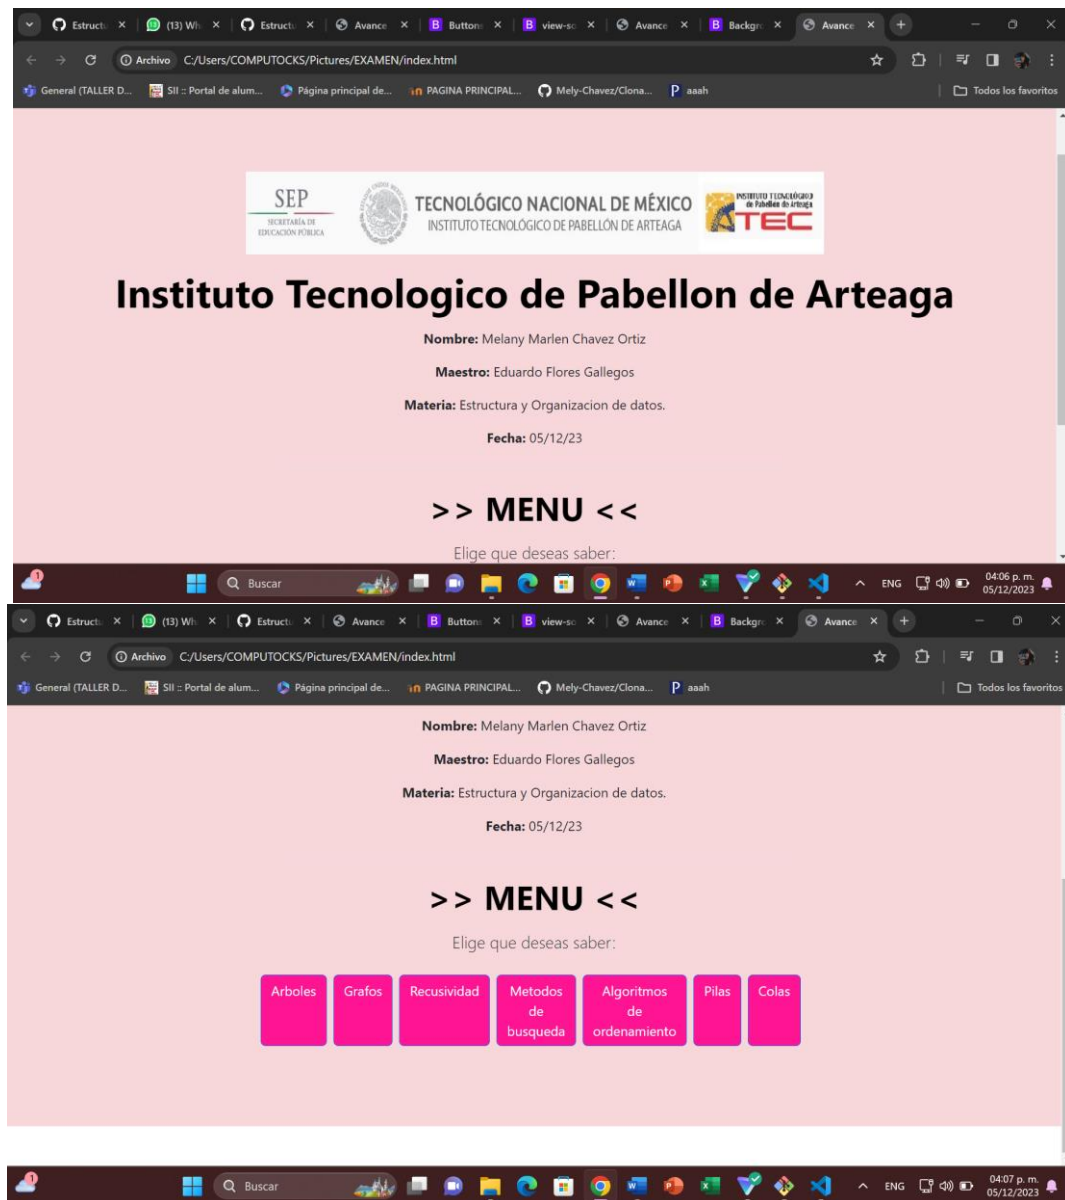 Estructu
(13) Wh
Estructu
Avance
Button
view-so
Avance
Backgro
Avance
Archivo C:/Users/COMPUTOCKS/Pictures/EXAMEN/index.html
General (TALLER D...
SII :: Portal de alum...
Página principal de...
PAGINA PRINCIPAL...
Mely-Chavez/Clona...
aaah
Todos los favoritos
SEP
SECRETARÍA DE
EDUCACIÓN PÚBLICA
TECNOLÓGICO NACIONAL DE MÉXICO
INSTITUTO TECNOLÓGICO DE PABELLÓN DE ARTEAGA
INSTITUTO TECNOLÓGICO
de Pabellón de Arteaga
TEC
Instituto Tecnologico de Pabellon de Arteaga
Nombre: Melany Marlen Chavez Ortiz
Maestro: Eduardo Flores Gallegos
Materia: Estructura y Organizacion de datos.
Fecha: 05/12/23
>> MENU <<
Elige que deseas saber:
Buscar
ENG
04:06 p. m.
05/12/2023
Estructu
(13) Wh
Estructu
Avance
Button
view-so
Avance
Backgro
Avance
Archivo C:/Users/COMPUTOCKS/Pictures/EXAMEN/index.html
General (TALLER D...
SII :: Portal de alum...
Página principal de...
PAGINA PRINCIPAL...
Mely-Chavez/Clona...
aaah
Todos los favoritos
Nombre: Melany Marlen Chavez Ortiz
Maestro: Eduardo Flores Gallegos
Materia: Estructura y Organizacion de datos.
Fecha: 05/12/23
>> MENU <<
Elige que deseas saber:
Arboles
Grafos
Recusividad
Metodos
de
busqueda
Algoritmos
de
ordenamiento
Pilas
Colas
Buscar
ENG
04:07 p. m.
05/12/2023